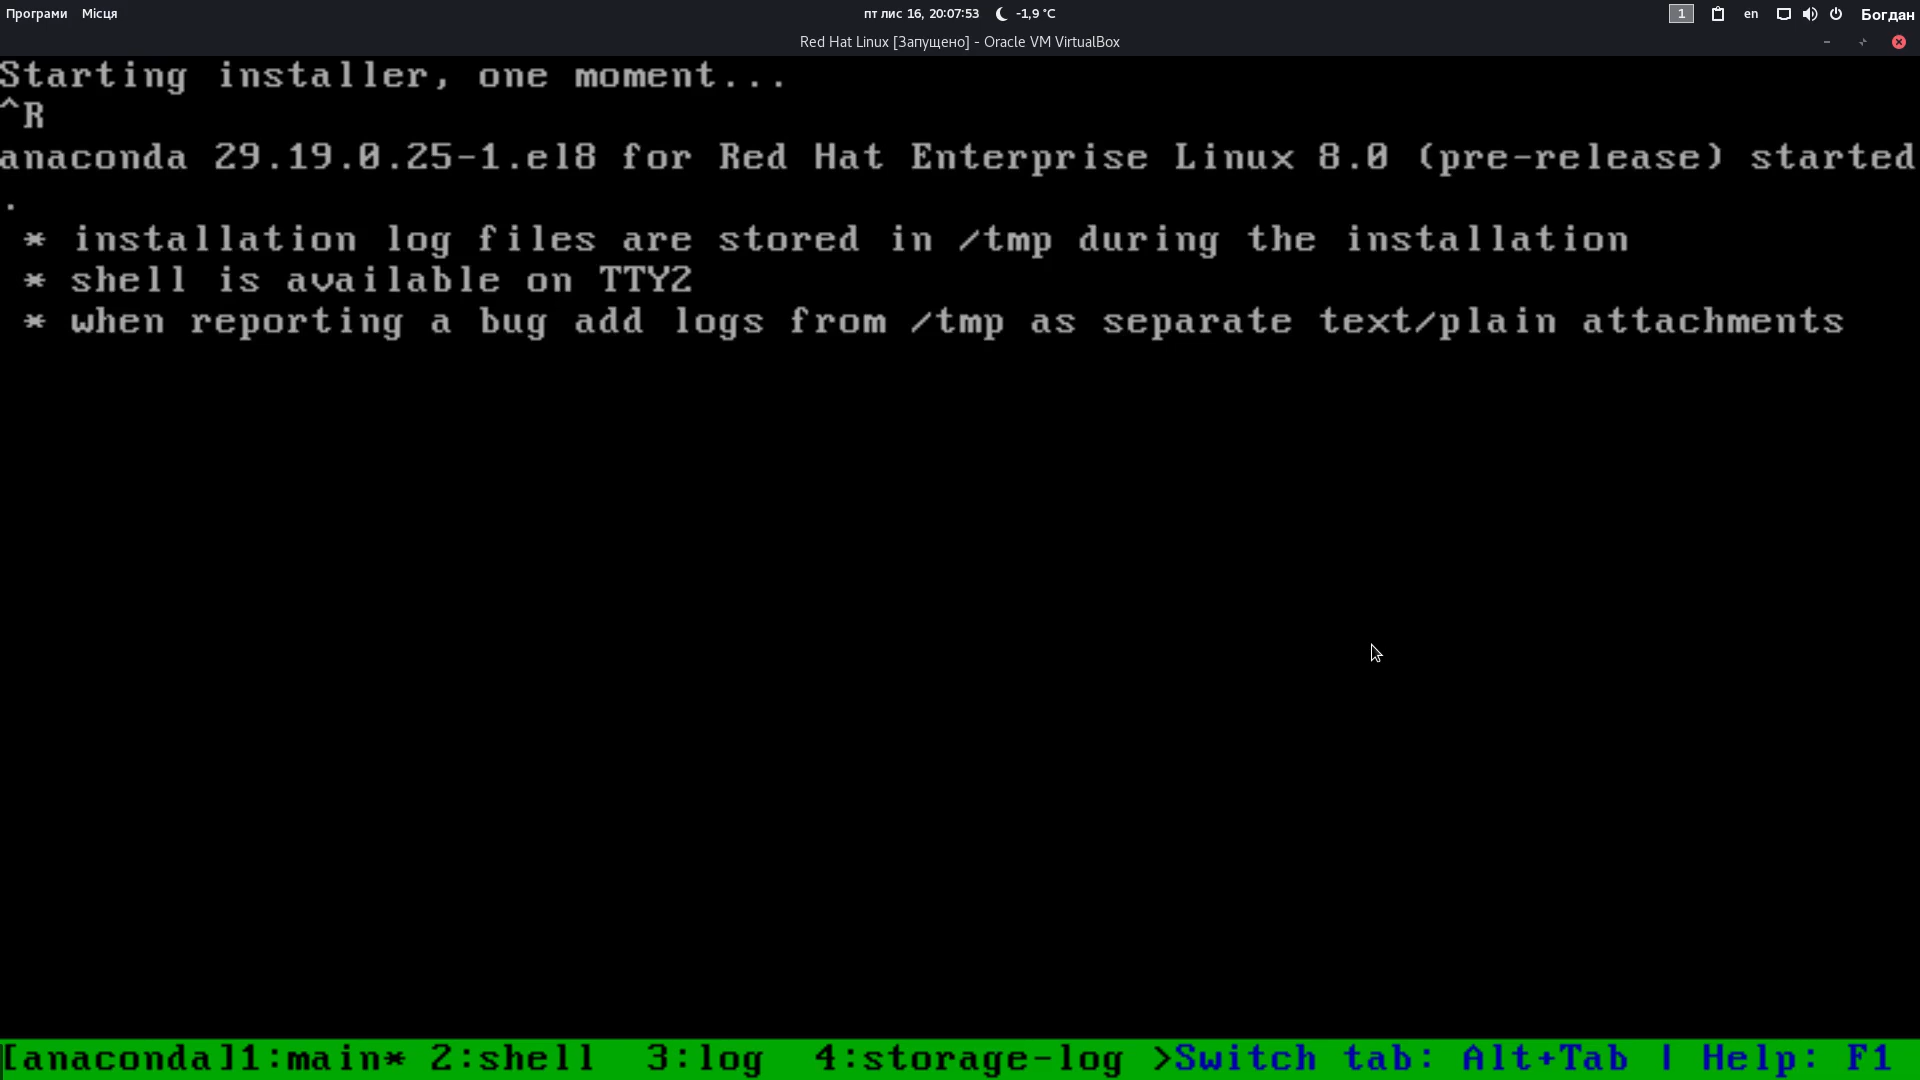 Програми Місця пт лис 16, 20:07:53 -1,9 °C 1 en Богдан
Red Hat Linux [Запущено] - Oracle VM VirtualBox
Starting installer, one moment...
^R
anaconda 29.19.0.25-1.el8 for Red Hat Enterprise Linux 8.0 (pre-release) started
.
* installation log files are stored in /tmp during the installation
* shell is available on TTY2
* when reporting a bug add logs from /tmp as separate text/plain attachments
[anaconda]1:main* 2:shell  3:log  4:storage-log >Switch tab: Alt+Tab | Help: F1